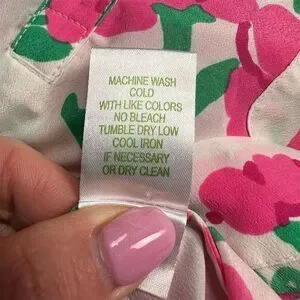 MACHINE WASH
COLD
WITH LIKE COLORS
NO BLEACH
TUMBLE DRY LOW
COOL IRON
IF NECESSARY
OR DRY CLEAN